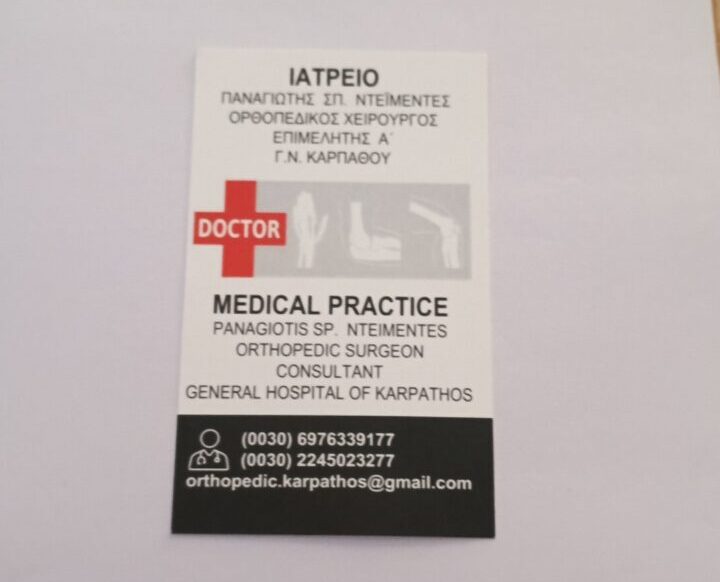 ΙΑΤΡΕΙΟ
ΠΑΝΑΓΙΩΤΗΣ ΣΠ. ΝΤΕΪΜΕΝΤΕΣ
ΟΡΘΟΠΕΔΙΚΟΣ ΧΕΙΡΟΥΡΓΟΣ
ΕΠΙΜΕΛΗΤΗΣ Α΄
Γ.Ν. ΚΑΡΠΑΘΟΥ
DOCTOR
MEDICAL PRACTICE
PANAGIOTIS SP. NTEIMENTES
ORTHOPEDIC SURGEON
CONSULTANT
GENERAL HOSPITAL OF KARPATHOS
(0030) 6976339177
(0030) 2245023277
orthopedic.karpathos@gmail.com